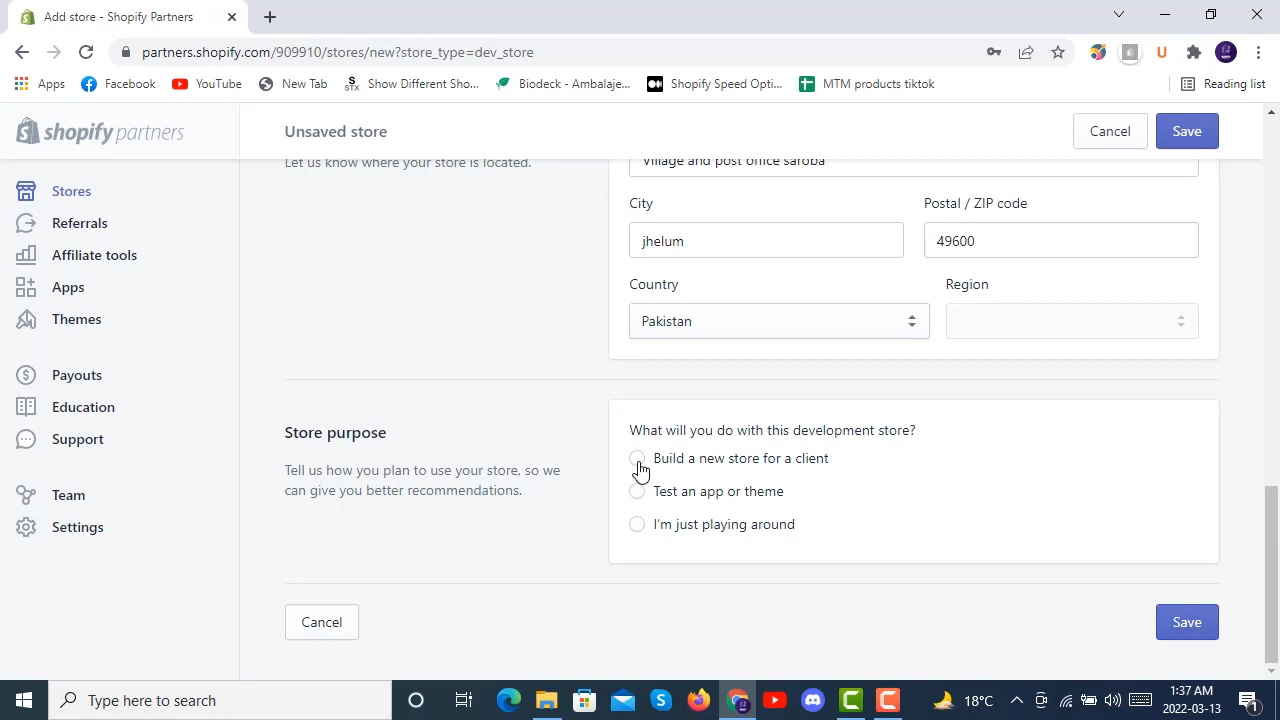 Add store - Shopify Partners
partners.shopify.com/909910/stores/new?store_type=dev_store
Apps
Facebook
YouTube
New Tab
STX
Show Different Sho...
Biodeck - Ambalaje...
Shopify Speed Opti...
MTM products tiktok
Reading list
shopify partners
Unsaved store
Cancel
Save
Let us know where your store is located.
Village and post office saroba
Stores
Referrals
Affiliate tools
Apps
Themes
Payouts
Education
Support
Team
Settings
City
Postal / ZIP code
jhelum
49600
Country
Region
Pakistan
Store purpose
Tell us how you plan to use your store, so we
can give you better recommendations.
What will you do with this development store?
Build a new store for a client
Test an app or theme
I'm just playing around
Cancel
Save
Type here to search
18°C
1:37 AM
2022-03-13
1